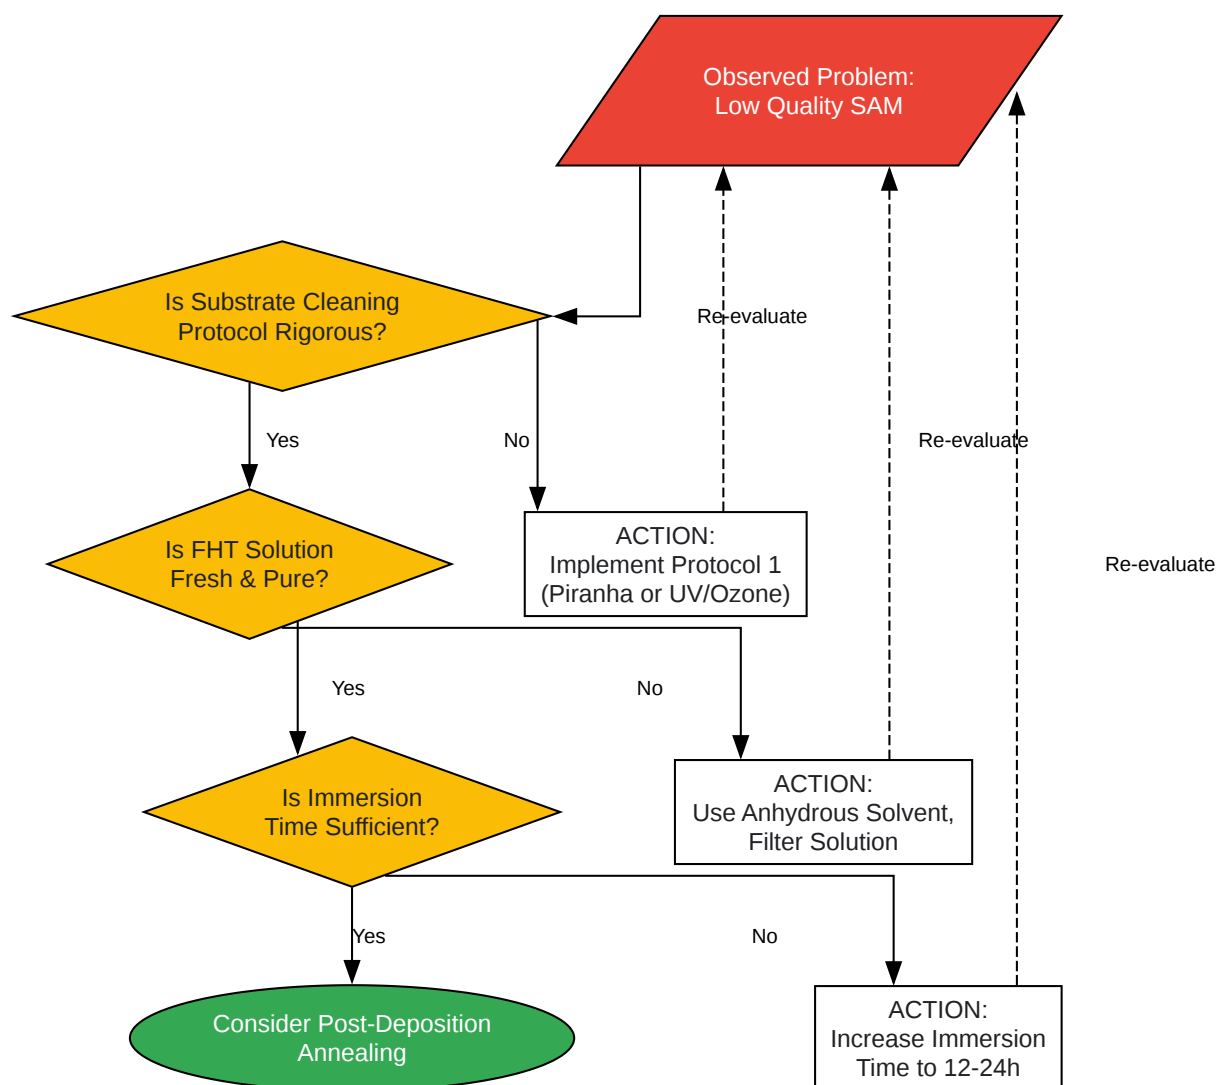 Observed Problem:
Low Quality SAM
Is Substrate Cleaning
Protocol Rigorous?
Re-evaluate
Yes
No
Re-evaluate
Is FHT Solution
Fresh & Pure?
ACTION:
Implement Protocol 1
(Piranha or UV/Ozone)
Re-evaluate
Yes
No
Is Immersion
Time Sufficient?
ACTION:
Use Anhydrous Solvent,
Filter Solution
Yes
No
Consider Post-Deposition
Annealing
ACTION:
Increase Immersion
Time to 12-24h